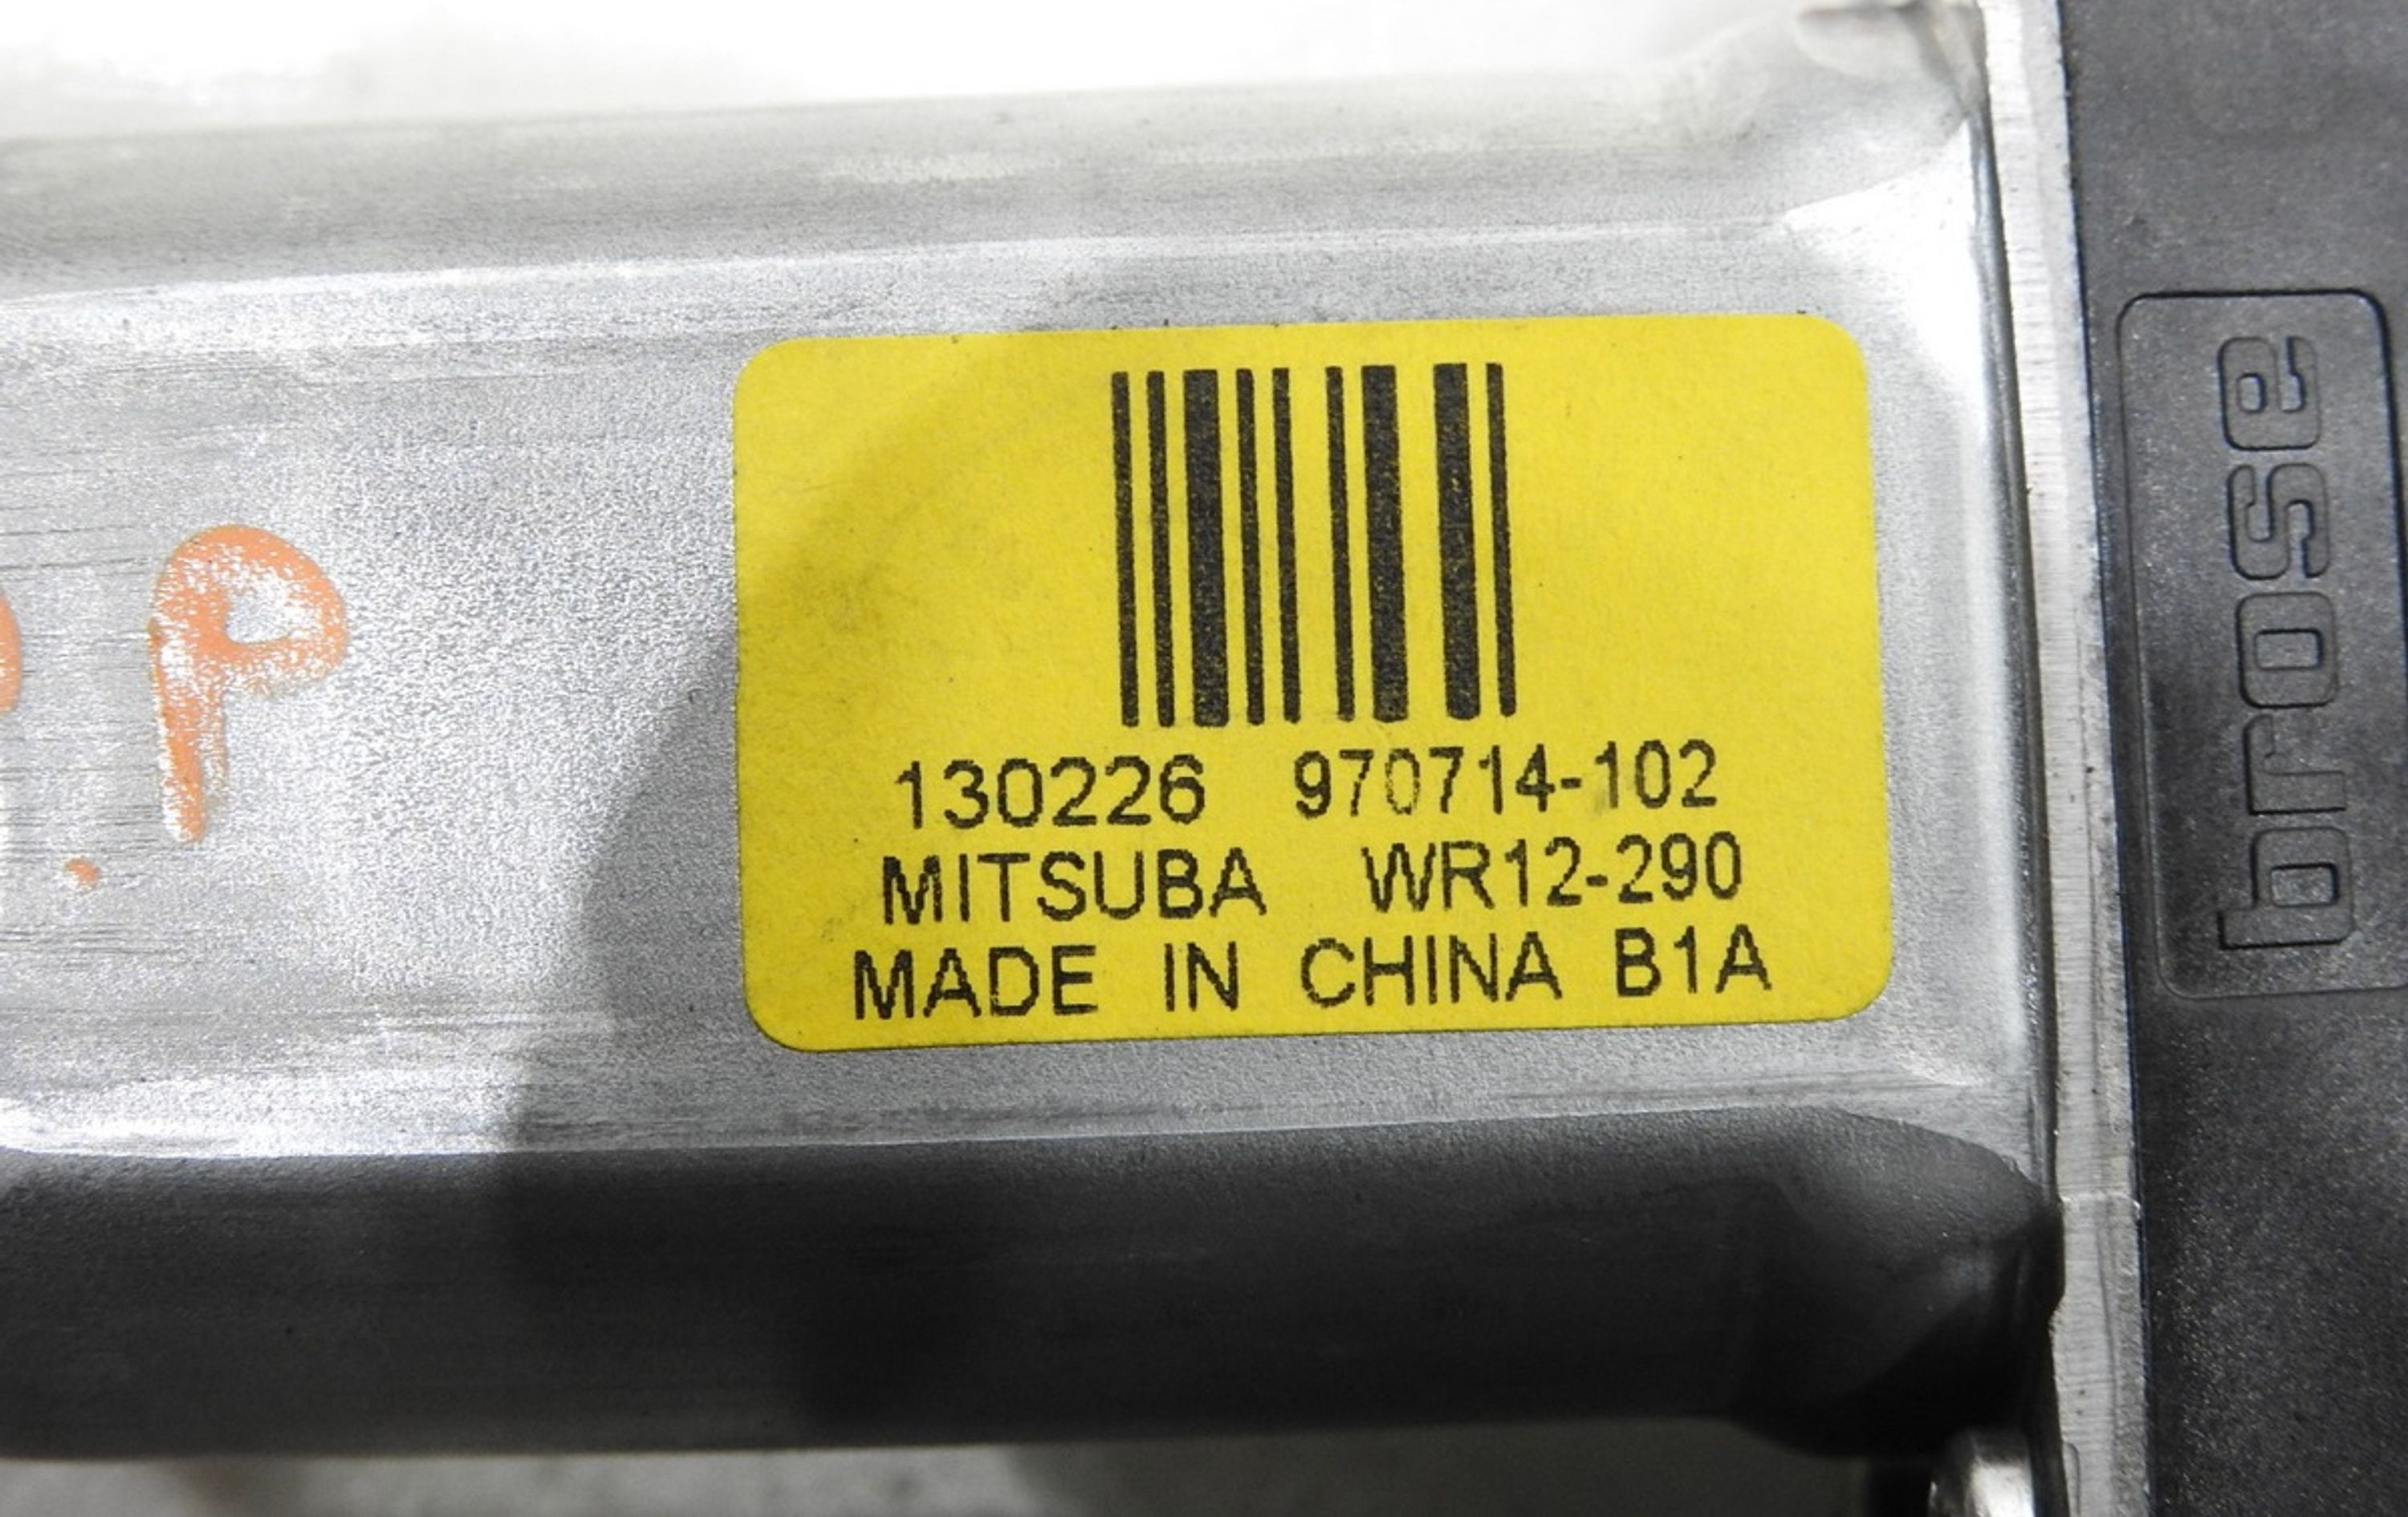 130226 970714-102
MITSUBA WR12-290
MADE IN CHINA B1A
brose
P